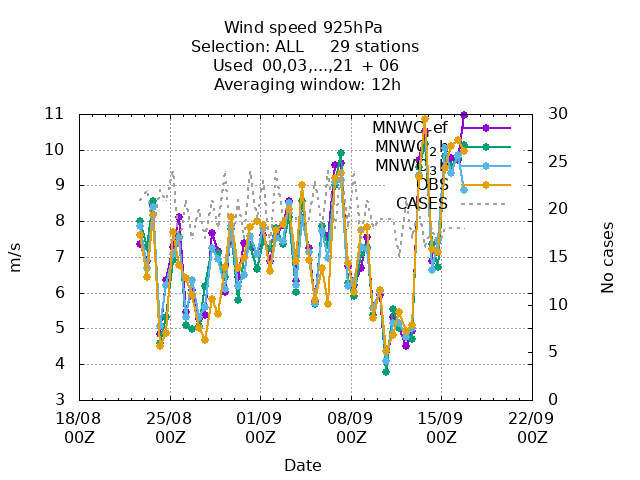 Wind speed 925hPa
Selection: ALL 29 stations
Used 00,03,...,21 + 06
Averaging window: 12h
m/s
No cases
11
10
9
8
7
6
5
4
3
30
25
20
15
10
5
0
OBS
CASES
18/08 25/08 01/09 08/09 15/09 22/09
00Z 00Z 00Z 00Z 00Z 00Z
Date